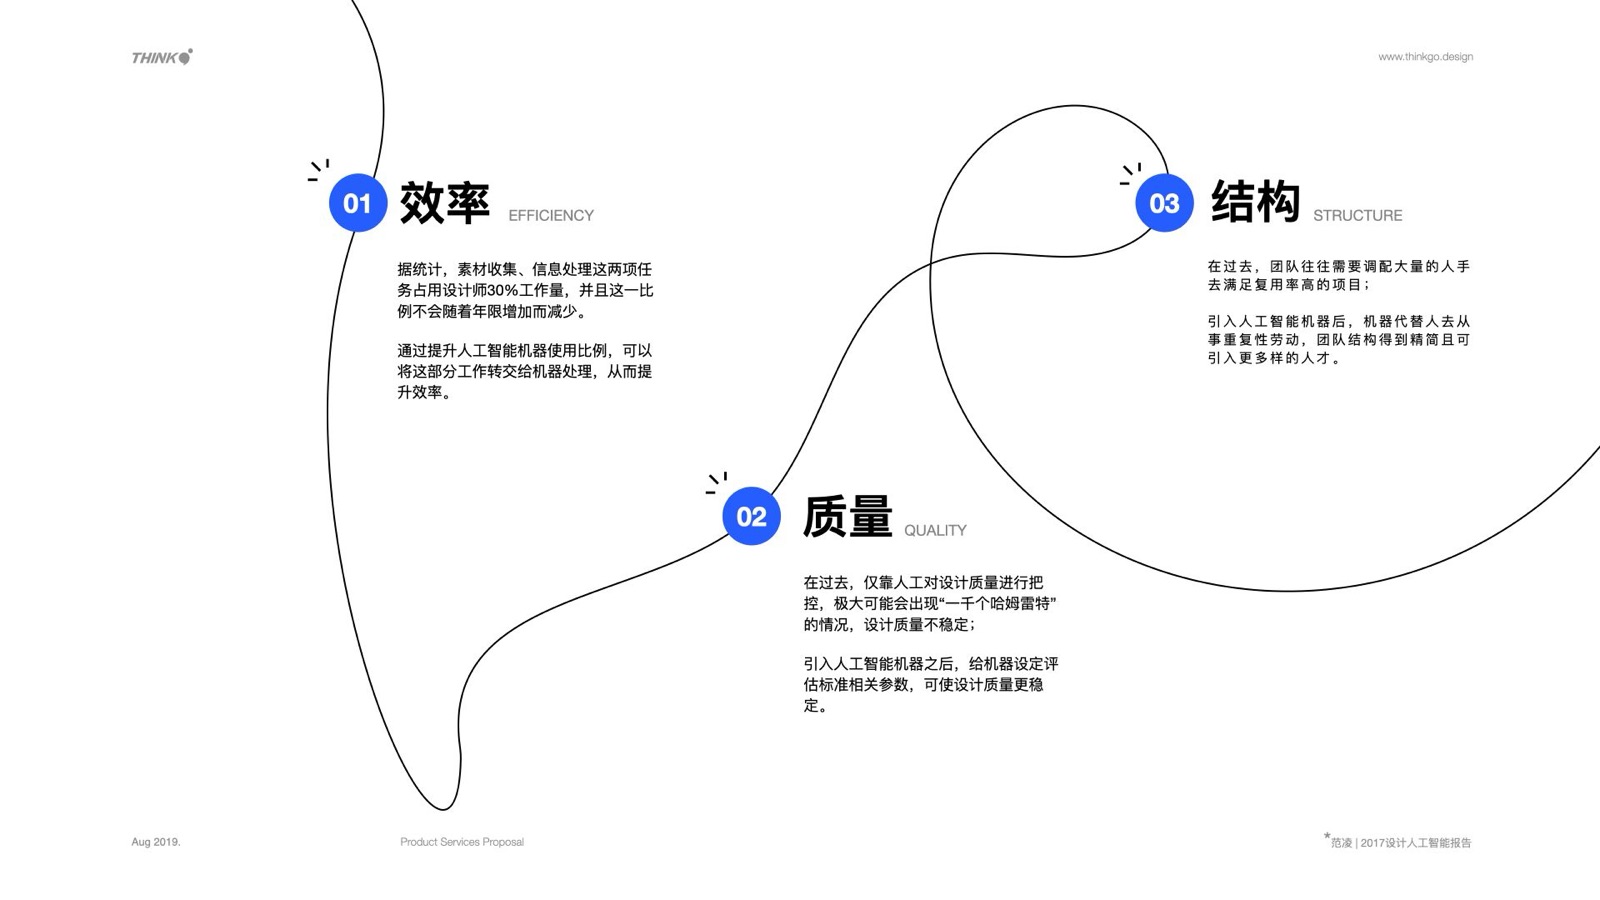 THINK
www.thinkgo.design
01
效率 EFFICIENCY
据统计，素材收集、信息处理这两项任
务占用设计师30%工作量，并且这一比
例不会随着年限增加而减少。
通过提升人工智能机器使用比例，可以
将这部分工作转交给机器处理，从而提
升效率。
02
质量 QUALITY
在过去，仅靠人工对设计质量进行把
控，极大可能会出现“一千个哈姆雷特”
的情况，设计质量不稳定；
引入人工智能机器之后，给机器设定评
估标准相关参数，可使设计质量更稳
定。
03
结构 STRUCTURE
在过去，团队往往需要调配大量的人手
去满足复用率高的项目；
引入人工智能机器后，机器代替人去从
事重复性劳动，团队结构得到精简且可
引入更多样的人才。
Aug 2019.
Product Services Proposal
*范凌 | 2017设计人工智能报告